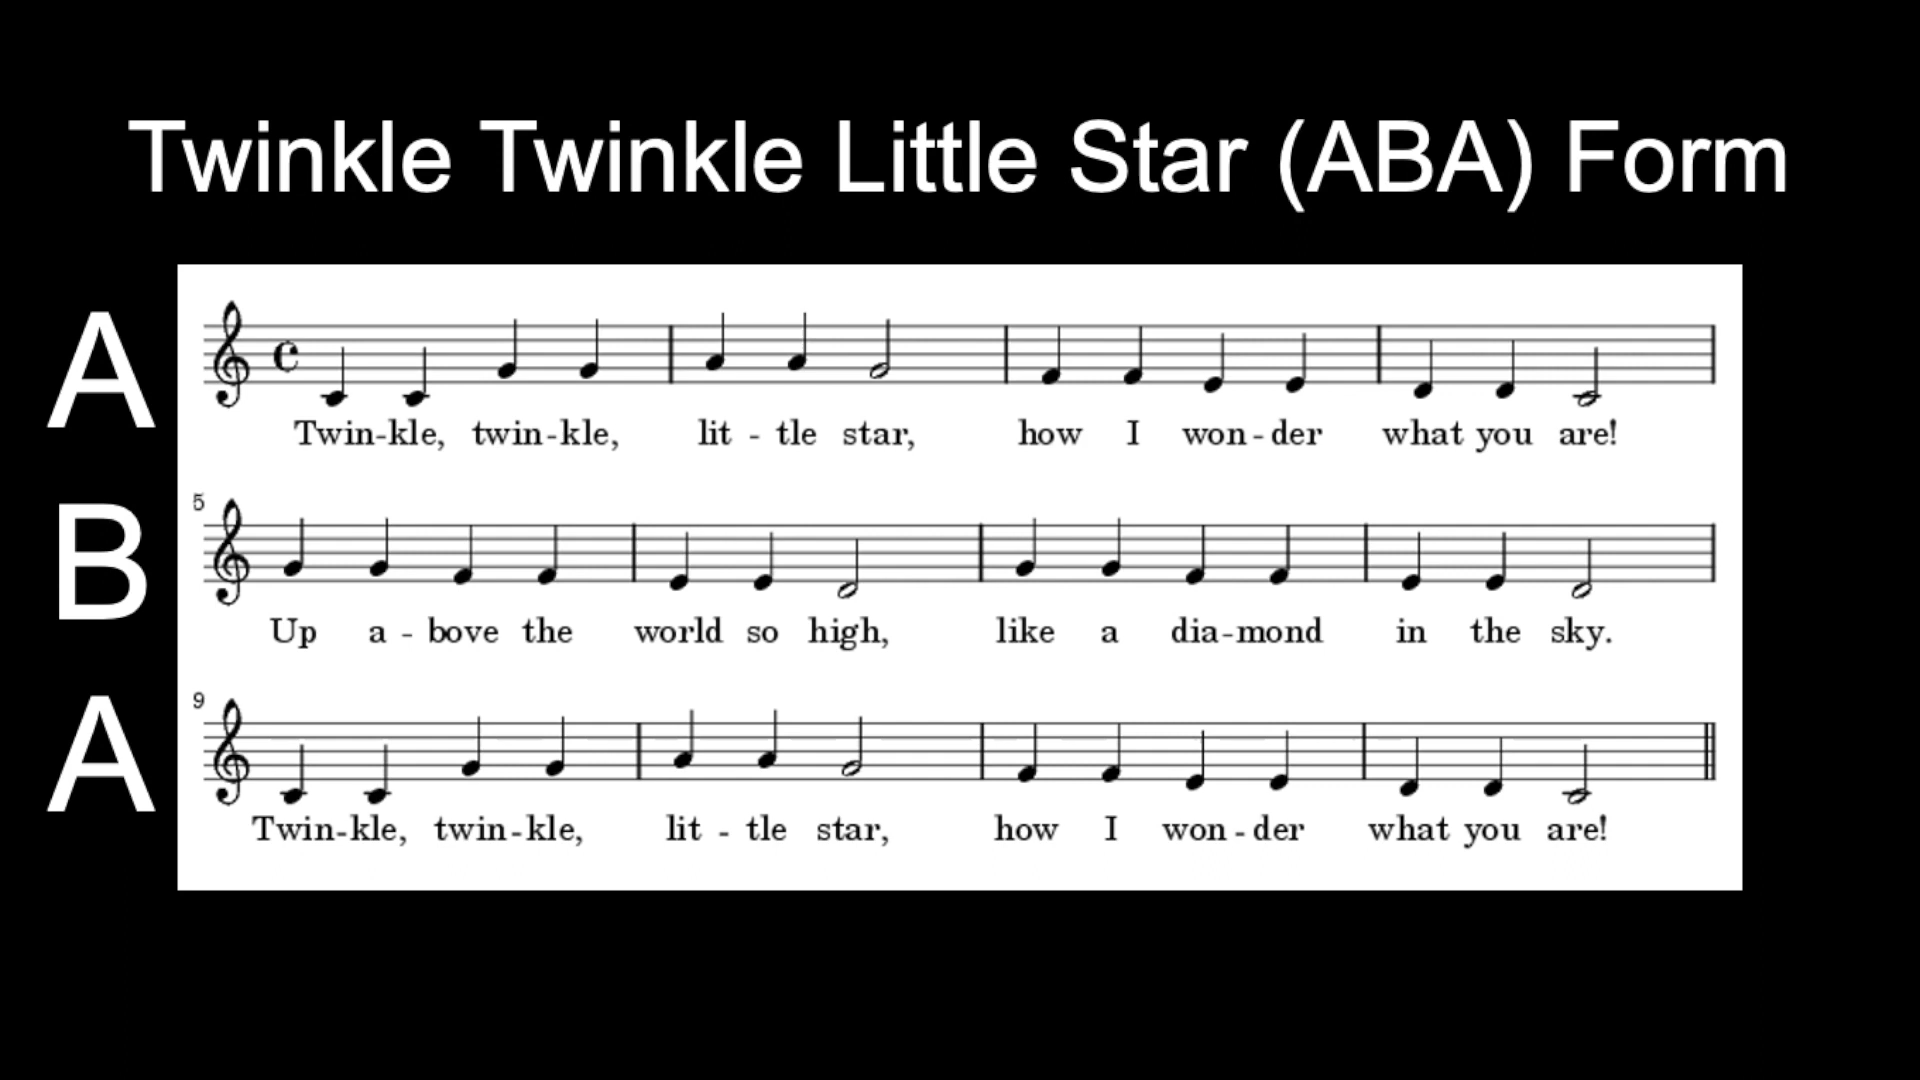 Twinkle Twinkle Little Star (ABA) Form
A
Twin-kle, twin-kle, lit - tle star, how I won - der what you are!
5
B
Up a - bove the world so high, like a dia-mond in the sky.
9
A
Twin-kle, twin-kle, lit - tle star, how I won - der what you are!